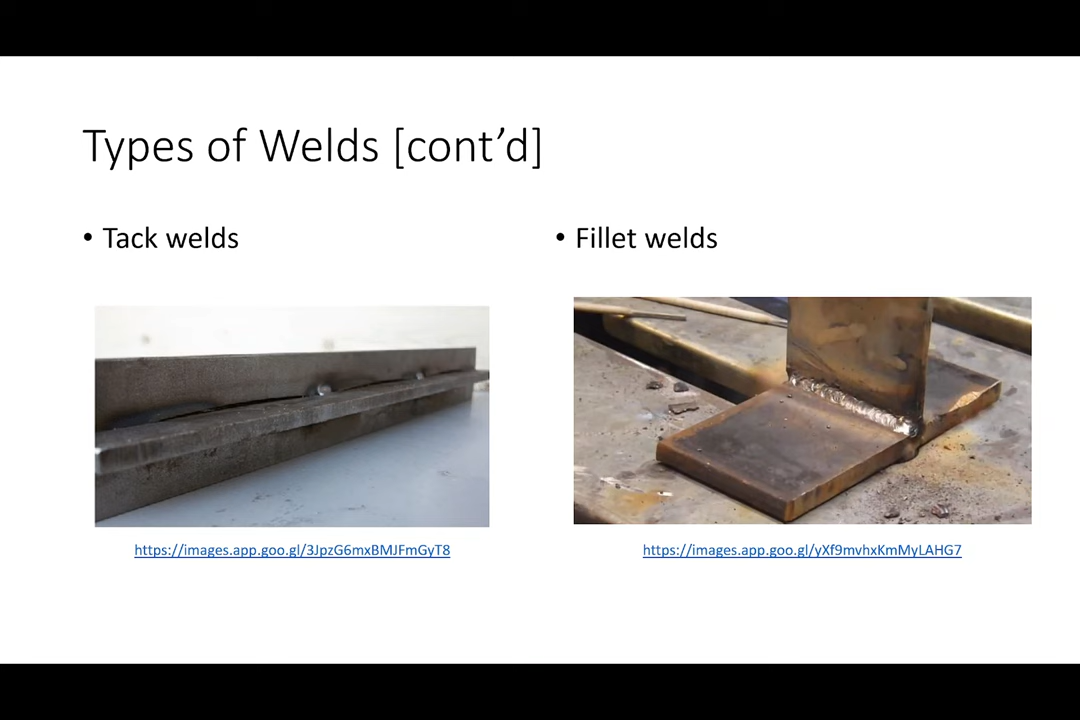 Types of Welds [cont’d]
• Tack welds
• Fillet welds
https://images.app.goo.gl/3JpzG6mxBMJFmGyT8
https://images.app.goo.gl/yXf9mvhxKmMyLAHG7